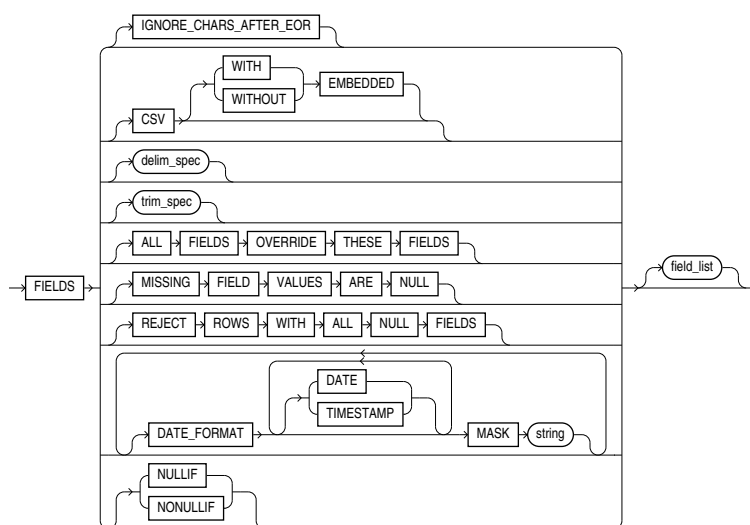 IGNORE_CHARS_AFTER_EOR
WITH
WITHOUT
EMBEDDED
CSV
delim_spec
trim_spec
ALL FIELDS OVERRIDE THESE FIELDS
field_list
FIELDS
MISSING FIELD VALUES ARE NULL
REJECT ROWS WITH ALL NULL FIELDS
DATE
TIMESTAMP
DATE_FORMAT
MASK string
NULLIF
NONULLIF